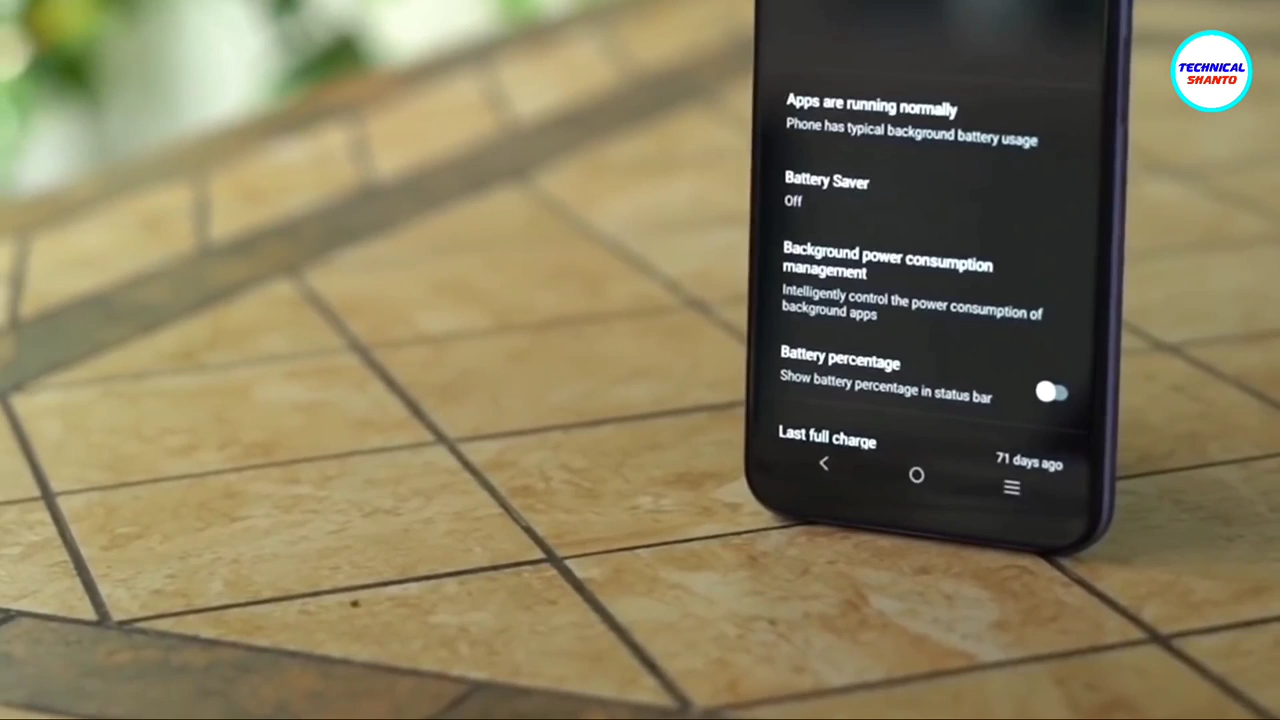 TECHNICAL
SHANTO
Apps are running normally
Phone has typical background battery usage
Battery Saver
Off
Background power consumption
management
Intelligently control the power consumption of
background apps
Battery percentage
Show battery percentage in status bar
Last full charge
71 days ago